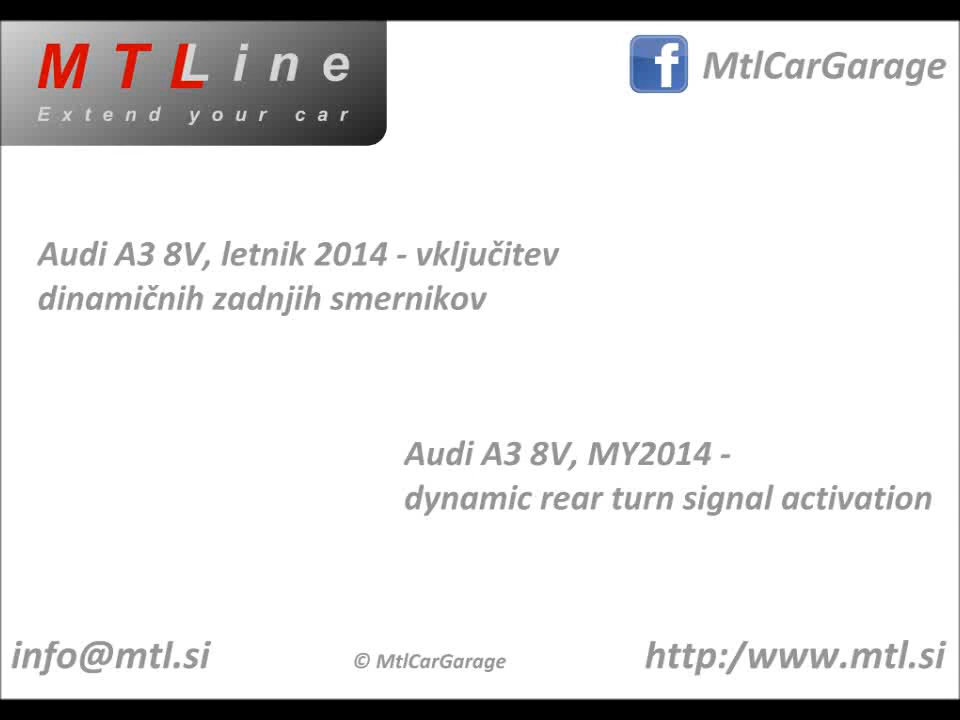 MTLLine
Extend your car
MtlCarGarage
Audi A3 8V, letnik 2014 - vključitev
dinamičnih zadnjih smernikov
Audi A3 8V, MY2014 -
dynamic rear turn signal activation
info@mtl.si
© MtlCarGarage
http:/www.mtl.si